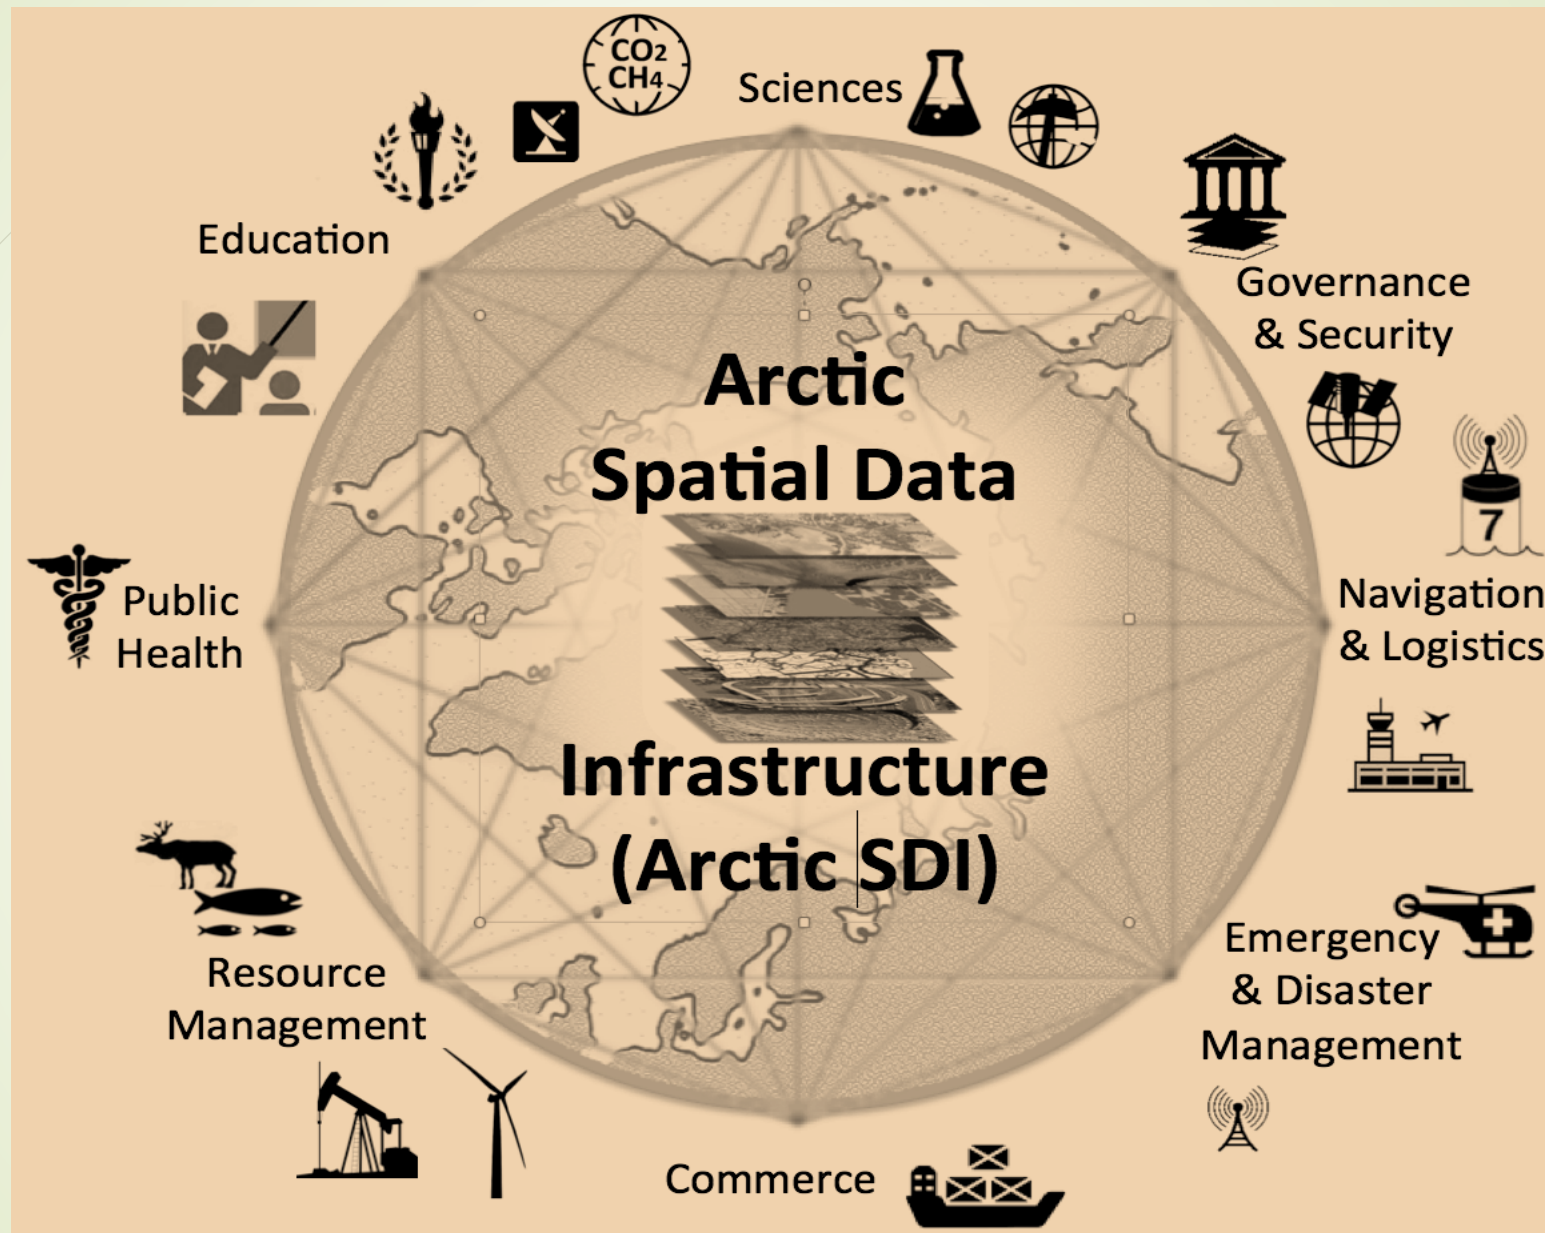 CO2
CH4
Sciences
Education
Governance
& Security
Arctic
Spatial Data
7
Public
Health
Navigation
& Logistics
Infrastructure
(Arctic SDI)
Emergency
& Disaster
Management
Resource
Management
Commerce